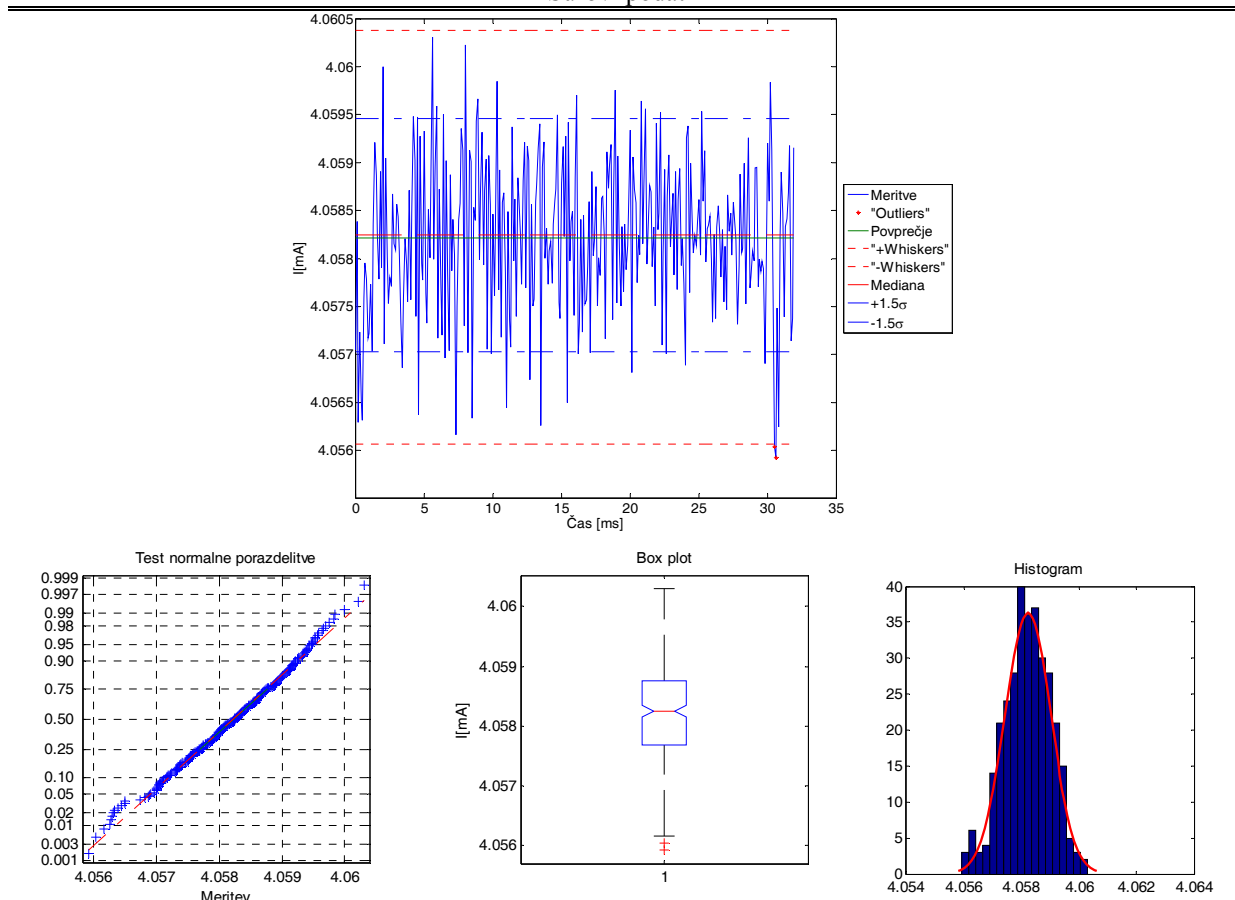 4.0605
4.06
4.0595
4.059
4.0585
4.058
4.0575
4.057
4.0565
4.056
I[mA]
0 5 10 15 20 25 30 35
Čas [ms]
Meritve
"Outliers"
Povprečje
"+Whiskers"
"-Whiskers"
Mediana
+1.5σ
-1.5σ
Test normalne porazdelitve
0.999
0.997
0.99
0.98
0.95
0.90
0.75
0.50
0.25
0.10
0.05
0.02
0.01
0.003
0.001
4.056 4.057 4.058 4.059 4.06
Meritev
Box plot
4.06
4.059
4.058
4.057
4.056
I[mA]
1
Histogram
40
35
30
25
20
15
10
5
0
4.054 4.056 4.058 4.06 4.062 4.064